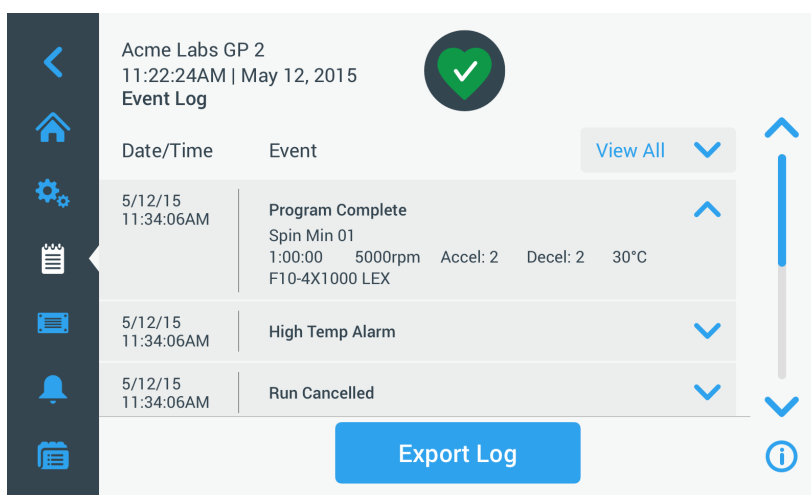 Acme Labs GP 2
11:22:24AM | May 12, 2015
Event Log
Date/Time Event View All
5/12/15
11:34:06AM
Program Complete
Spin Min 01
1:00:00 5000rpm Accel: 2 Decel: 2 30°C
F10-4X1000 LEX
5/12/15
11:34:06AM
High Temp Alarm
5/12/15
11:34:06AM
Run Cancelled
Export Log